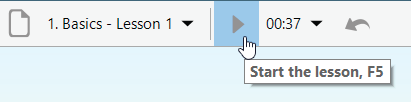 1. Basics - Lesson 1 00:37
Start the lesson, F5